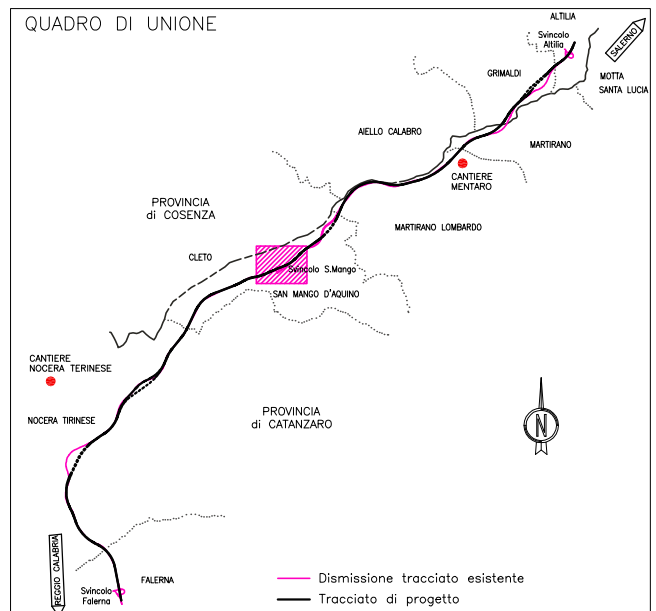 QUADRO DI UNIONE
ALTILIA
Svincolo
Altilia
SALERNO
GRIMALDI
MOTTA
SANTA LUCIA
AIELLO CALABRO
MARTIRANO
CANTIERE
MENTARO
PROVINCIA
di COSENZA
MARTIRANO LOMBARDO
CLETO
Svincolo S.Mango
SAN MANGO D'AQUINO
CANTIERE
NOCERA TERINESE
PROVINCIA
di CATANZARO
NOCERA TIRINESE
N
REGGIO CALABRIA
FALERNA
Svincolo
Falerna
Dismissione tracciato esistente
Tracciato di progetto